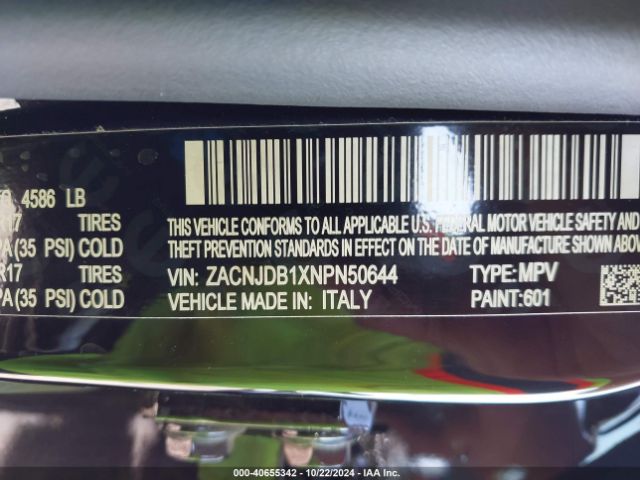 4586 LB
TIRES
THIS VEHICLE CONFORMS TO ALL APPLICABLE U.S. FEDERAL MOTOR VEHICLE SAFETY AND
(35 PSI) COLD
THEFT PREVENTION STANDARDS IN EFFECT ON THE DATE OF MANUFACTURE SHOWN ABOVE
R17 TIRES
VIN: ZACNJDB1XNPN50644 TYPE: MPV
PA (35 PSI) COLD
VEHICLE MADE IN: ITALY PAINT: 601
000-40655342 - 10/22/2024 - IAA Inc.